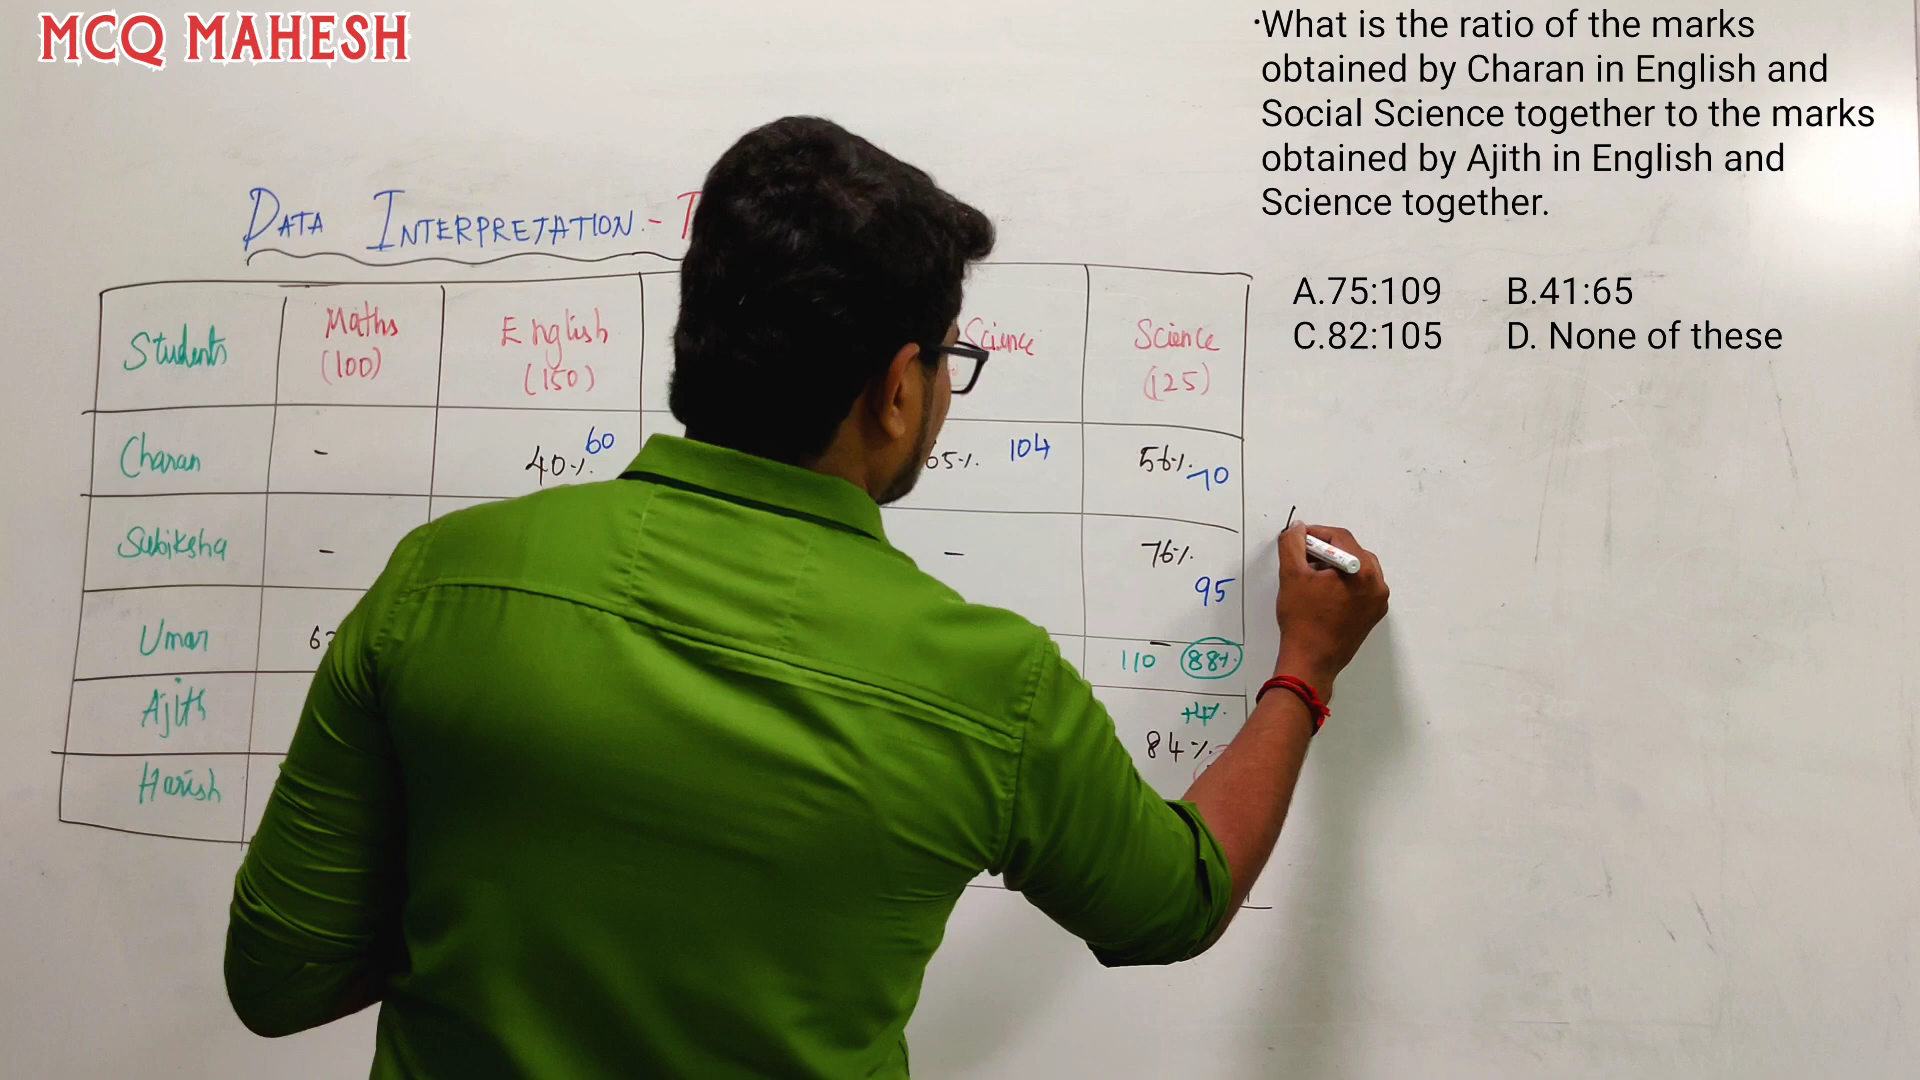 MCQ MAHESH
·What is the ratio of the marks
obtained by Charan in English and
Social Science together to the marks
obtained by Ajith in English and
Science together.
A.75:109 B.41:65
C.82:105 D. None of these
DATA INTERPRETATION -
Students Maths (100) English (150) Science Science (125)
Charan - 40% 60 65% 104 56% 70
Subiksha - - 76% 95
Umar - 110 88%
Ajith +4% 84%
Harish